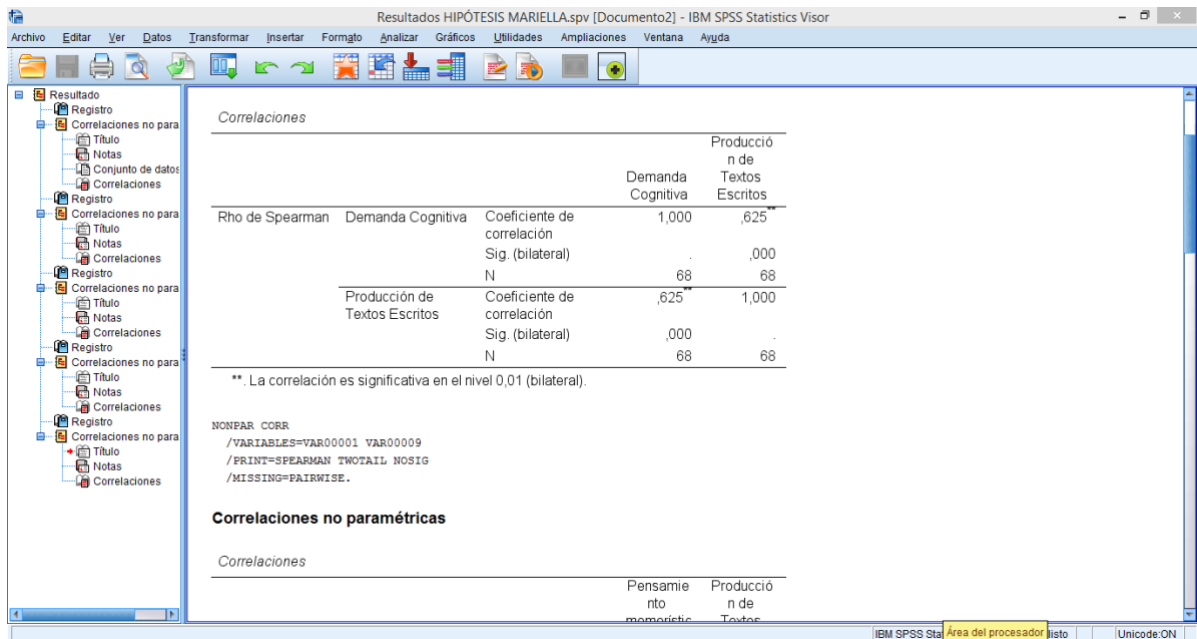 Resultados HIPÓTESIS MARIELLA.spv [Documento2] - IBM SPSS Statistics Visor
Archivo Editar Ver Datos Transformar Insertar Formato Analizar Gráficos Utilidades Ampliaciones Ventana Ayuda
Resultado
Registro
Correlaciones no para
Título
Notas
Conjunto de datos
Correlaciones
Registro
Correlaciones no para
Título
Notas
Correlaciones
Registro
Correlaciones no para
Título
Notas
Correlaciones
Registro
Correlaciones no para
Título
Notas
Correlaciones
Registro
Correlaciones no para
Título
Notas
Correlaciones
Correlaciones
Demanda Cognitiva
Producció
n de
Textos
Escritos
Rho de Spearman Demanda Cognitiva Coeficiente de correlación 1,000 ,625**
Sig. (bilateral) . ,000
N 68 68
Producción de Textos Escritos Coeficiente de correlación ,625** 1,000
Sig. (bilateral) ,000 .
N 68 68
**. La correlación es significativa en el nivel 0,01 (bilateral).
NONPAR CORR
/VARIABLES=VAR00001 VAR00009
/PRINT=SPEARMAN TWOTAIL NOSIG
/MISSING=PAIRWISE.
Correlaciones no paramétricas
Correlaciones
Pensamie
nto
Producció
n de
Textos
IBM SPSS Área del procesador listo Unicode:ON